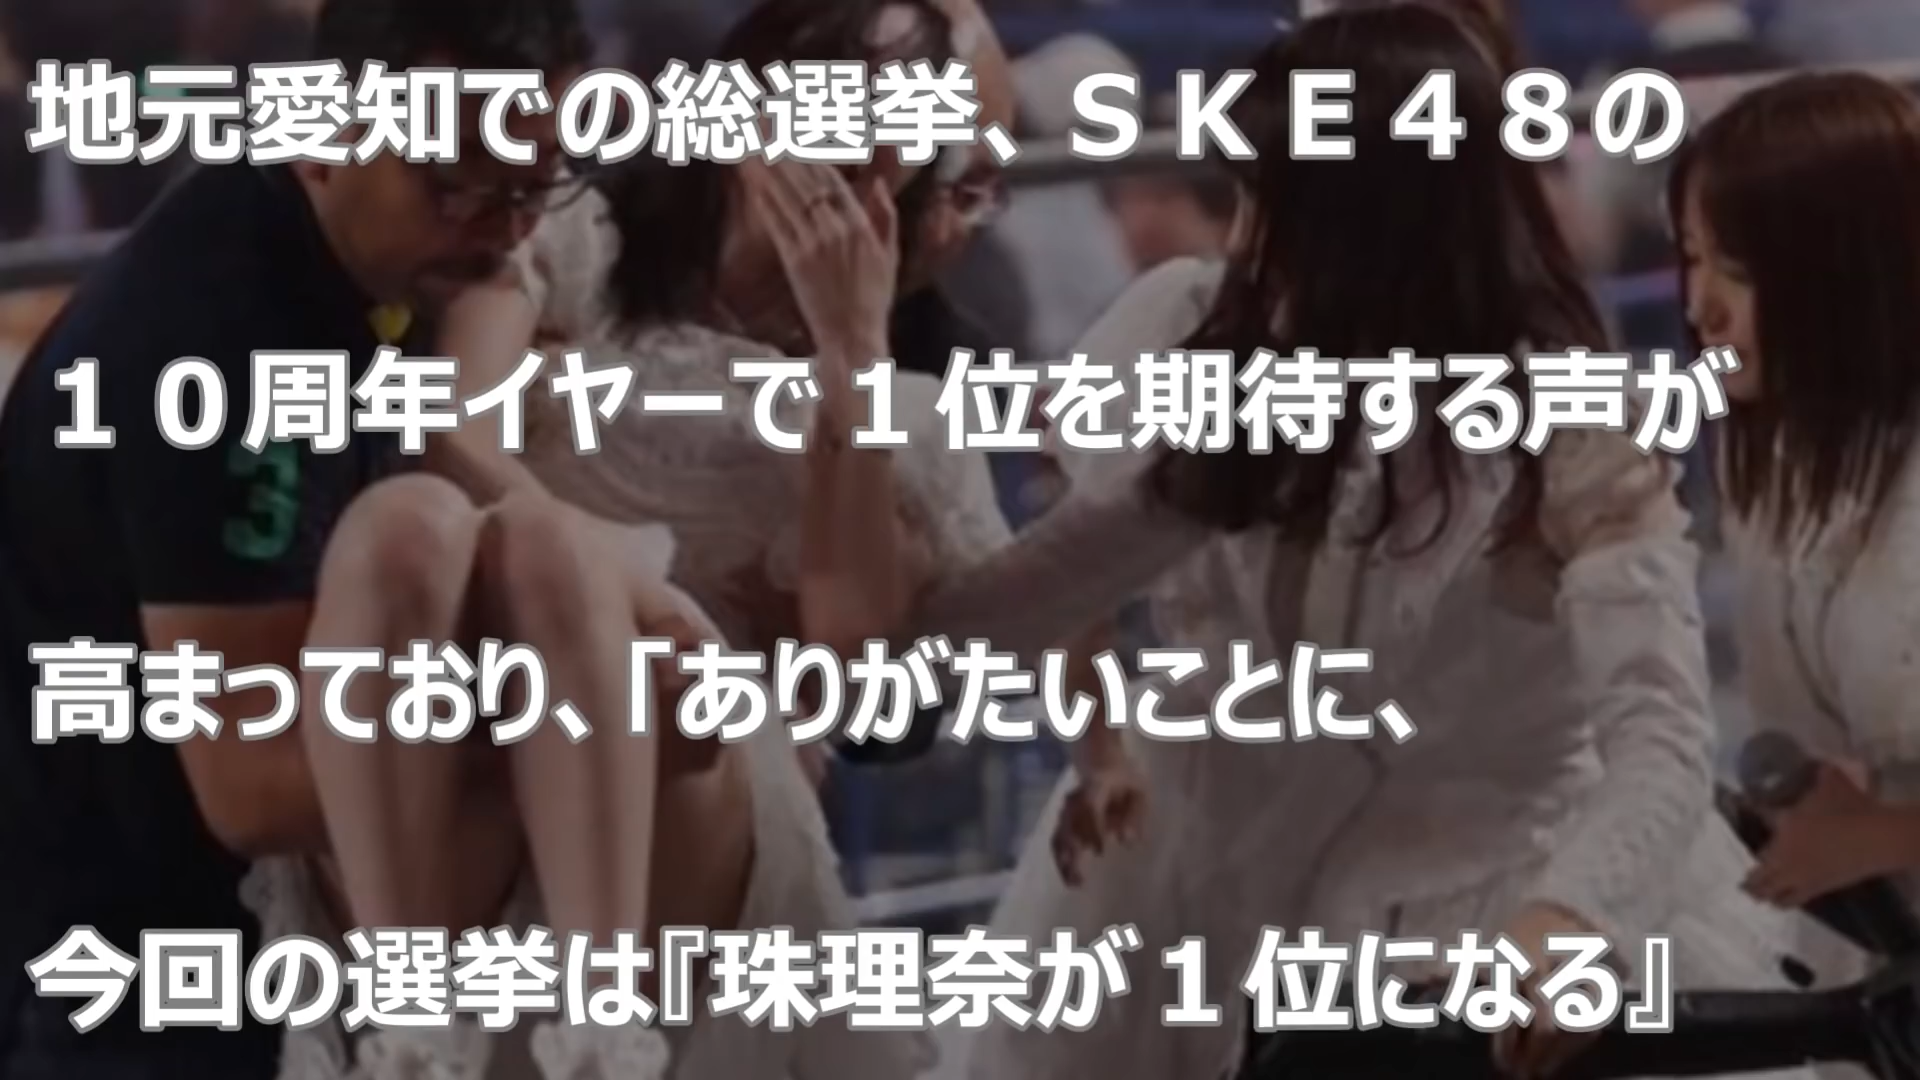 地元愛知での総選挙、ＳＫＥ４８の
１０周年イヤーで１位を期待する声が
高まっており、「ありがたいことに、
今回の選挙は『珠理奈が１位になる』
3